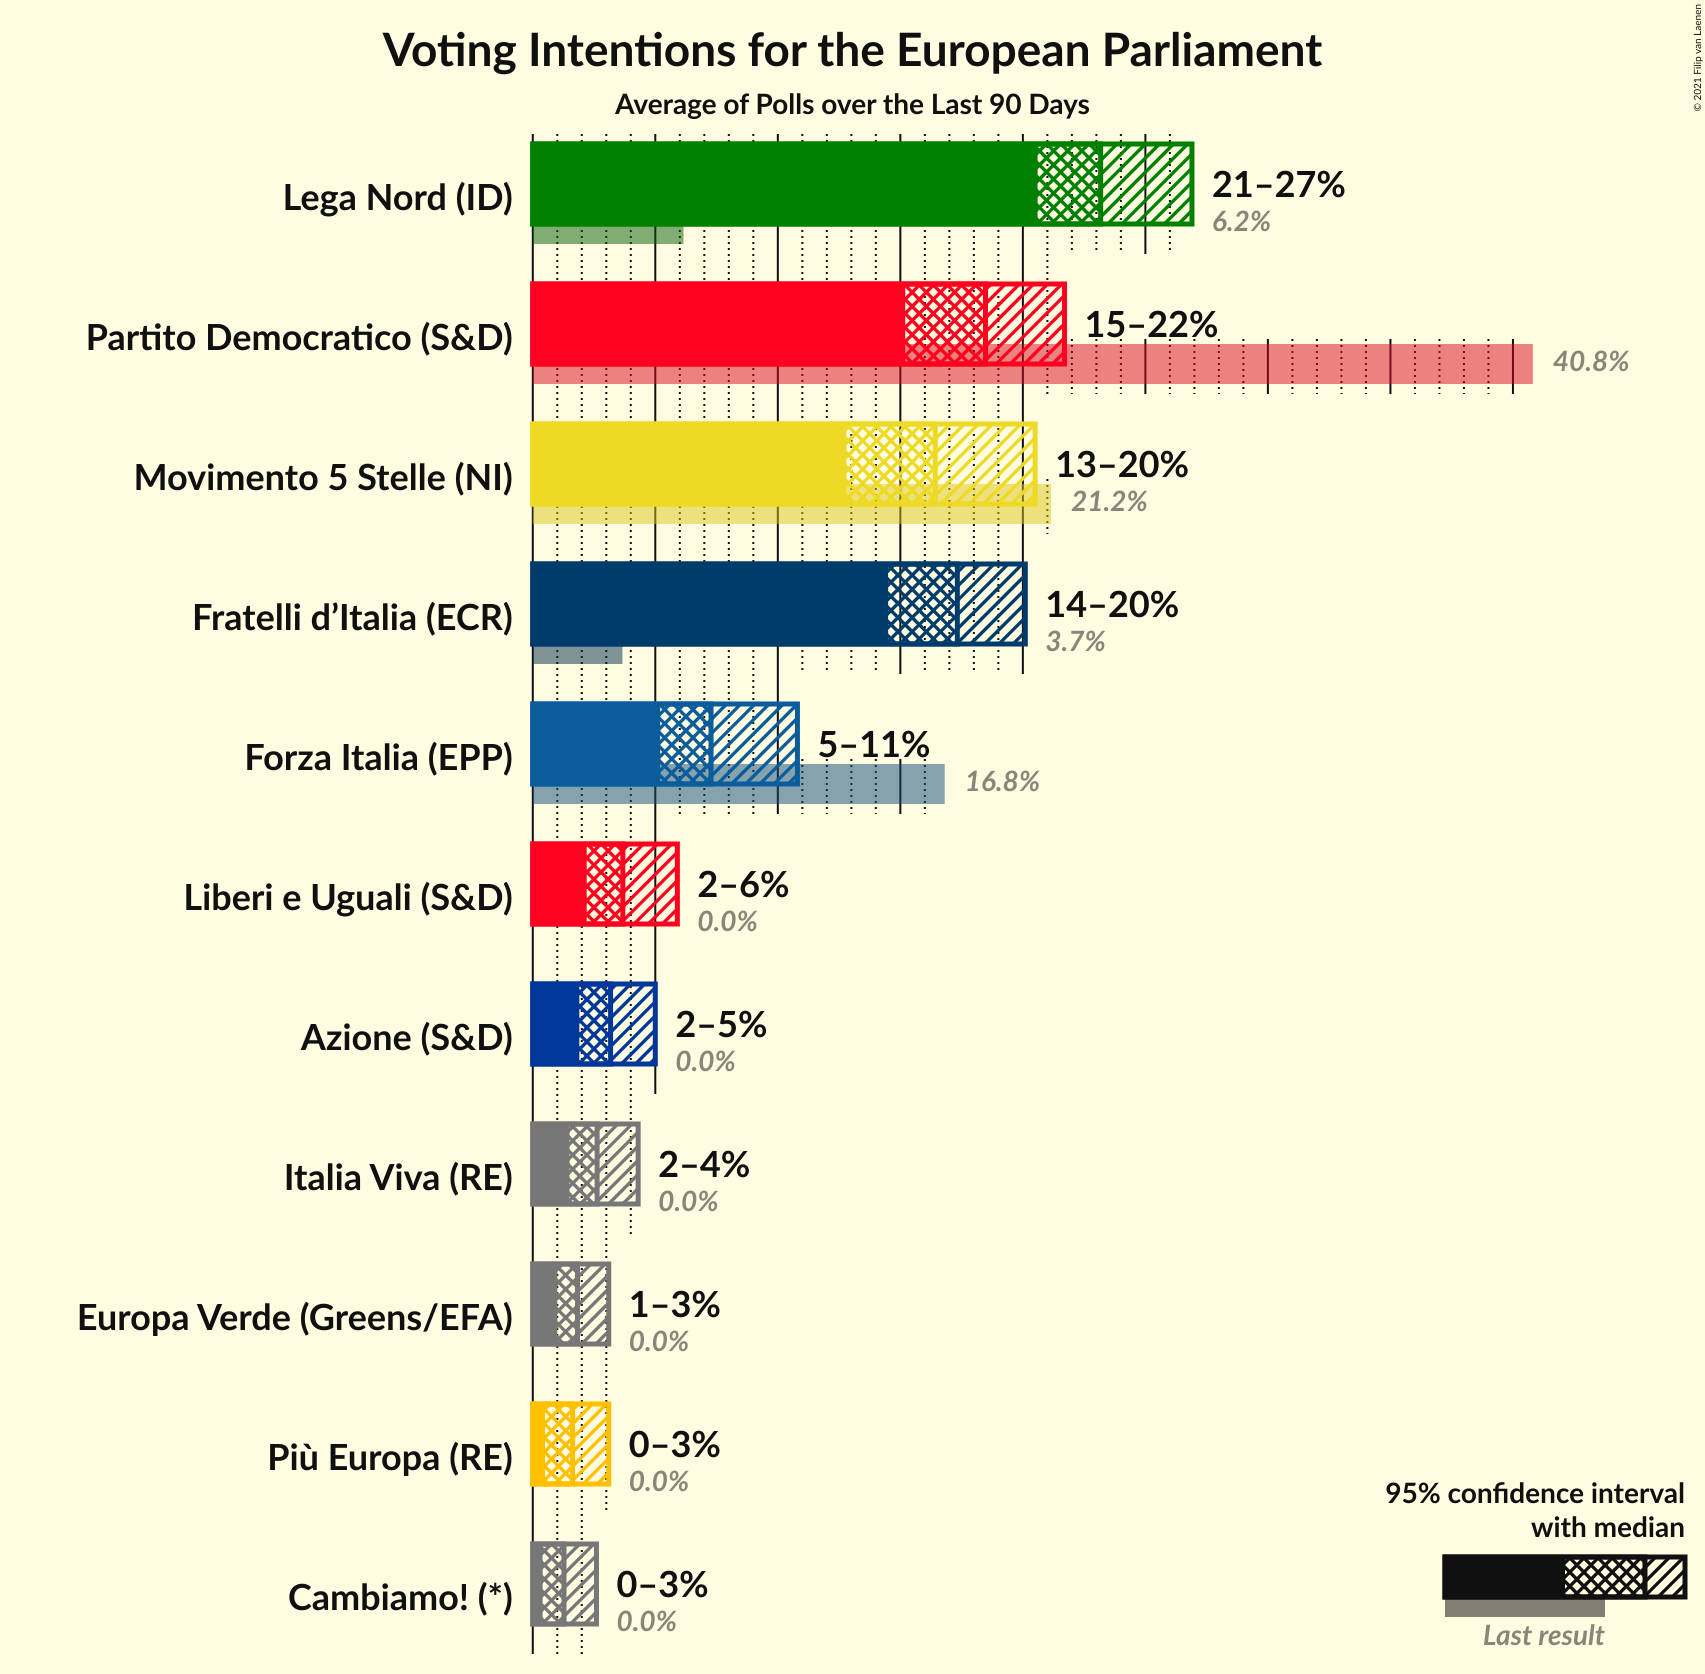 Voting Intentions for the European Parliament
Average of Polls over the Last 90 Days
© 2021 Filip van Laenen
Lega Nord (ID)
21–27%
6.2%
Partito Democratico (S&D)
15–22%
40.8%
Movimento 5 Stelle (NI)
13–20%
21.2%
Fratelli d’Italia (ECR)
14–20%
3.7%
Forza Italia (EPP)
5–11%
16.8%
Liberi e Uguali (S&D)
2–6%
0.0%
Azione (S&D)
2–5%
0.0%
Italia Viva (RE)
2–4%
0.0%
Europa Verde (Greens/EFA)
1–3%
0.0%
Più Europa (RE)
0–3%
0.0%
Cambiamo! (*)
0–3%
0.0%
95% confidence interval
with median
Last result